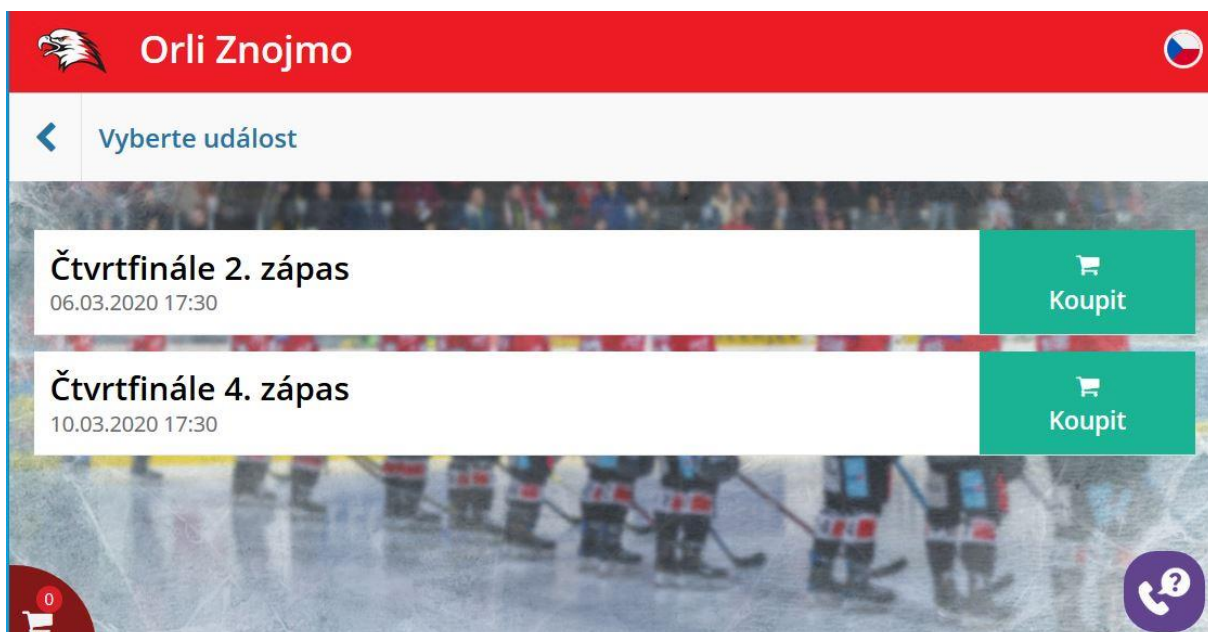 Orli Znojmo
Vyberte událost
Čtvrtfinále 2. zápas
06.03.2020 17:30
Koupit
Čtvrtfinále 4. zápas
10.03.2020 17:30
Koupit
0
?